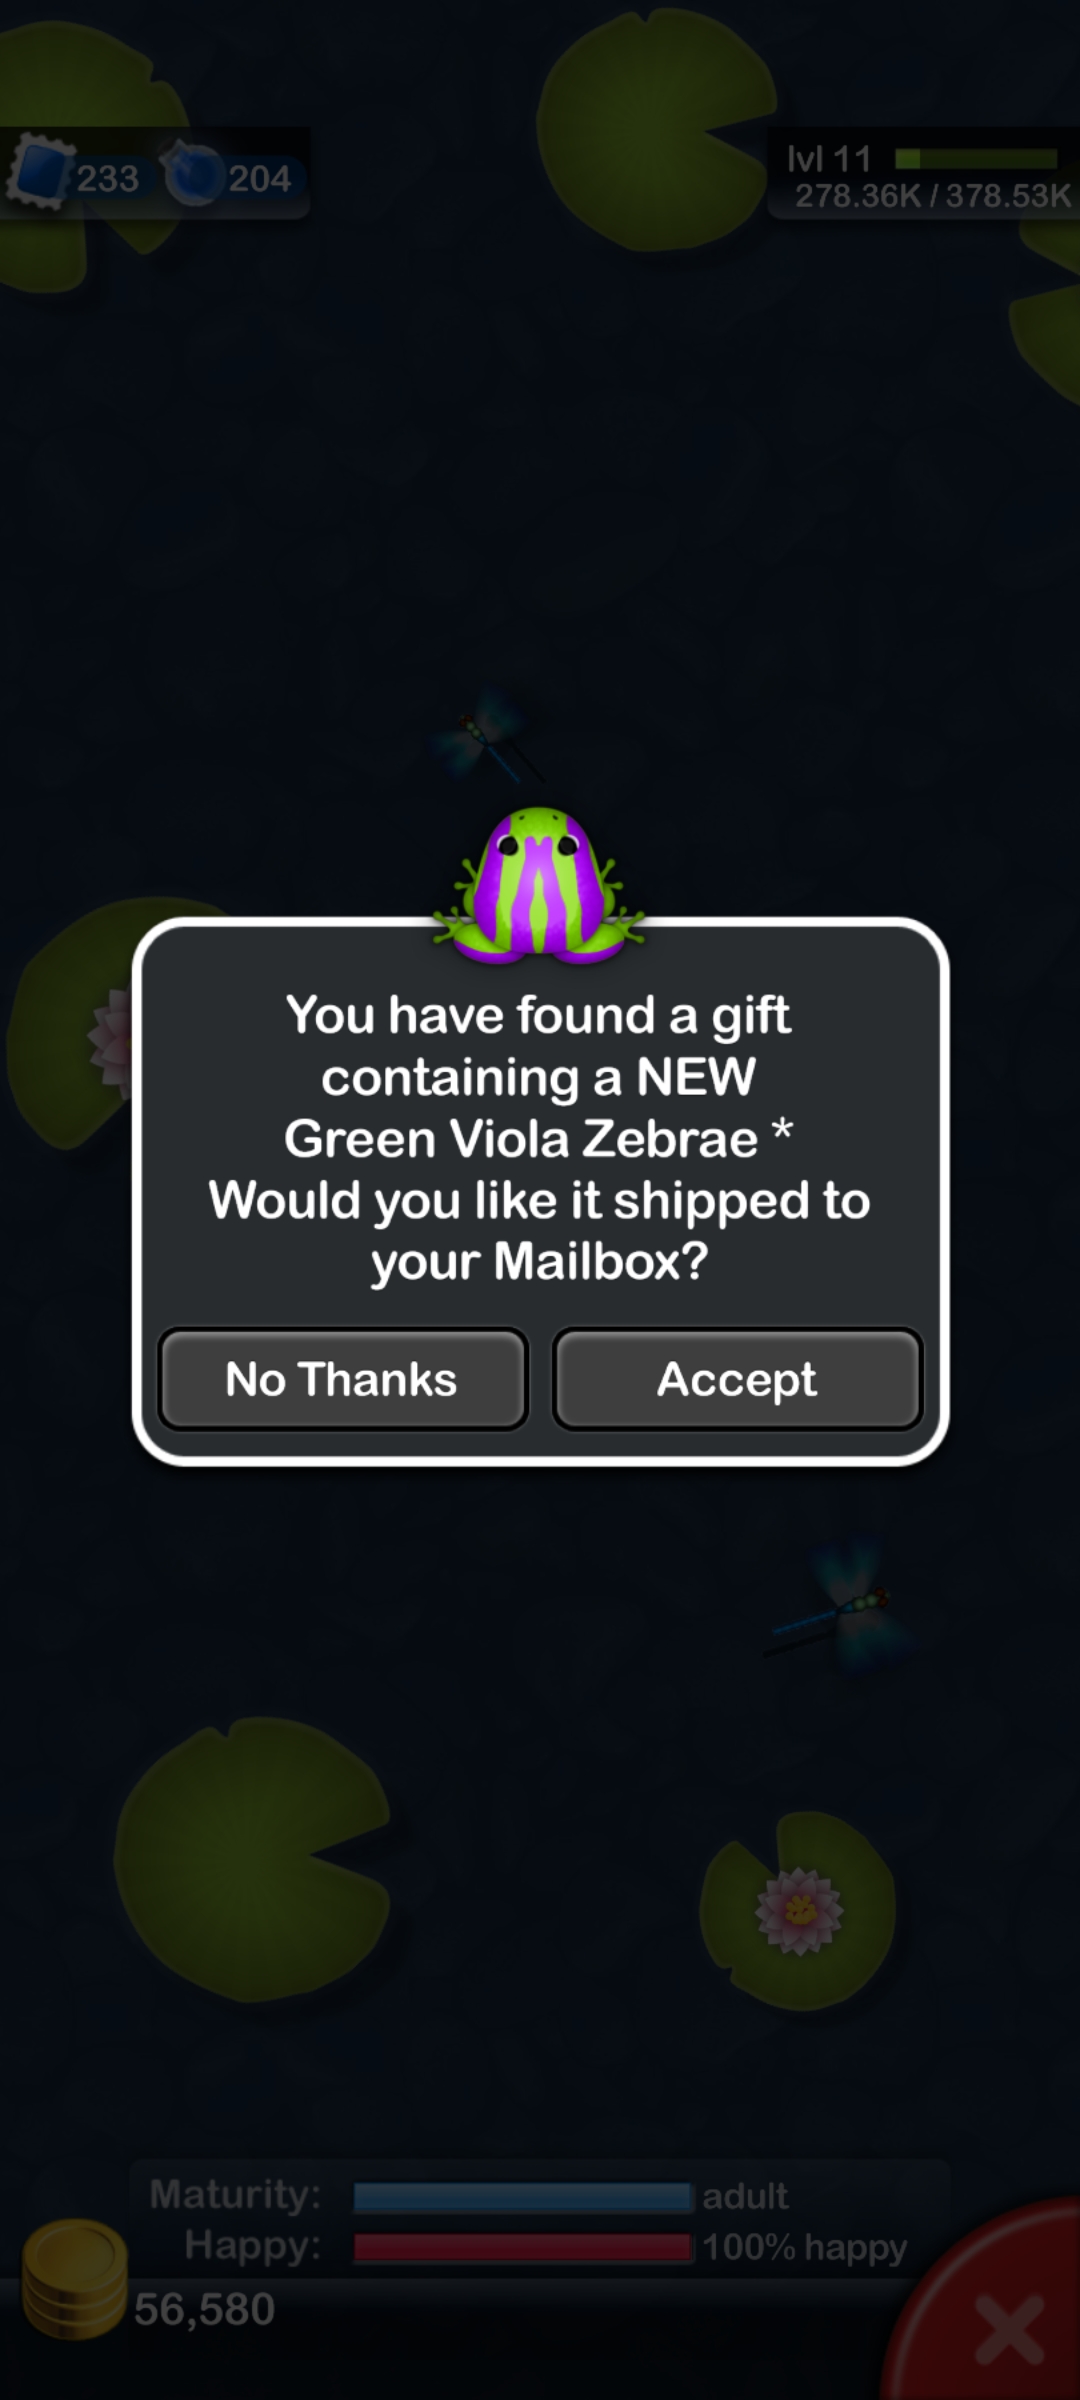 233 204
lvl 11
278.36K / 378.53K
You have found a gift
containing a NEW
Green Viola Zebrae *
Would you like it shipped to
your Mailbox?
No Thanks Accept
Maturity: adult
Happy: 100% happy
56,580